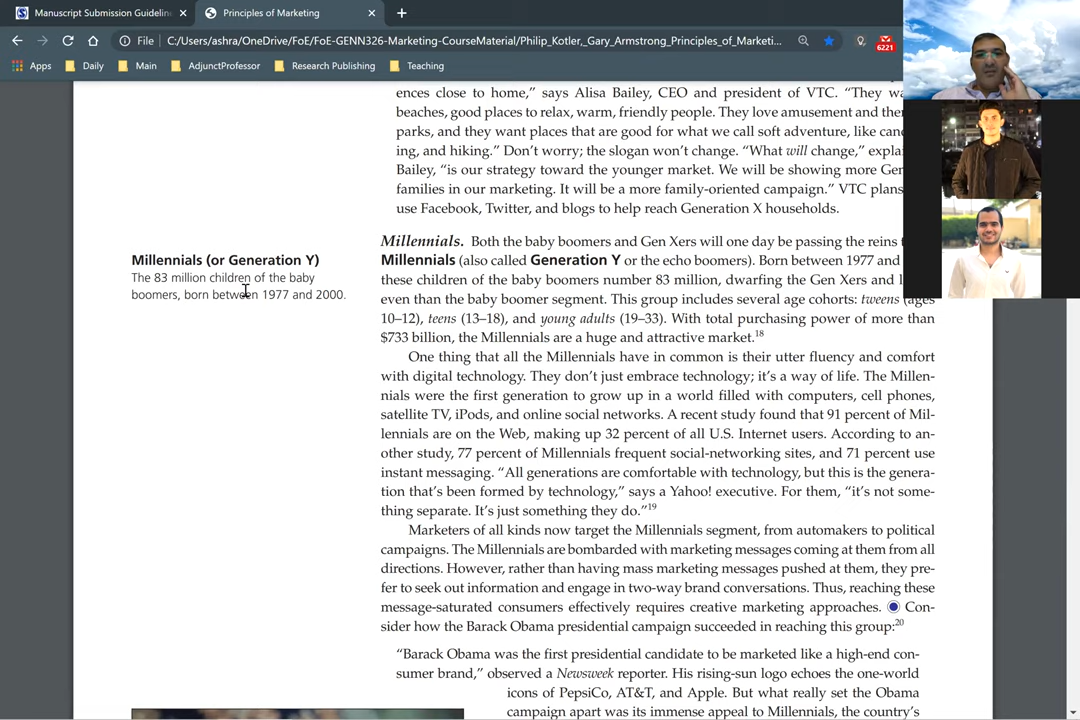 Manuscript Submission Guidelin
Principles of Marketing
File
C:/Users/ashra/OneDrive/FoE/FoE-GENN326-Marketing-CourseMaterial/Philip_Kotler,_Gary_Armstrong_Principles_of_Marketi...
6221
Apps Daily Main AdjunctProfessor Research Publishing Teaching
ences close to home,” says Alisa Bailey, CEO and president of VTC. “They wa
beaches, good places to relax, warm, friendly people. They love amusement and the
parks, and they want places that are good for what we call soft adventure, like can
ing, and hiking.” Don’t worry; the slogan won’t change. “What will change,” explai
Bailey, “is our strategy toward the younger market. We will be showing more Gen
families in our marketing. It will be a more family-oriented campaign.” VTC plans
use Facebook, Twitter, and blogs to help reach Generation X households.
Millennials (or Generation Y)
The 83 million children of the baby
boomers, born between 1977 and 2000.
Millennials. Both the baby boomers and Gen Xers will one day be passing the reins
Millennials (also called Generation Y or the echo boomers). Born between 1977 and
these children of the baby boomers number 83 million, dwarfing the Gen Xers and l
even than the baby boomer segment. This group includes several age cohorts: tweens (ages
10–12), teens (13–18), and young adults (19–33). With total purchasing power of more than
$733 billion, the Millennials are a huge and attractive market.18
One thing that all the Millennials have in common is their utter fluency and comfort
with digital technology. They don’t just embrace technology; it’s a way of life. The Millen-
nials were the first generation to grow up in a world filled with computers, cell phones,
satellite TV, iPods, and online social networks. A recent study found that 91 percent of Mil-
lennials are on the Web, making up 32 percent of all U.S. Internet users. According to an-
other study, 77 percent of Millennials frequent social-networking sites, and 71 percent use
instant messaging. “All generations are comfortable with technology, but this is the genera-
tion that’s been formed by technology,” says a Yahoo! executive. For them, “it’s not some-
thing separate. It’s just something they do.”19
Marketers of all kinds now target the Millennials segment, from automakers to political
campaigns. The Millennials are bombarded with marketing messages coming at them from all
directions. However, rather than having mass marketing messages pushed at them, they pre-
fer to seek out information and engage in two-way brand conversations. Thus, reaching these
message-saturated consumers effectively requires creative marketing approaches. Con-
sider how the Barack Obama presidential campaign succeeded in reaching this group:20
“Barack Obama was the first presidential candidate to be marketed like a high-end con-
sumer brand,” observed a Newsweek reporter. His rising-sun logo echoes the one-world
icons of PepsiCo, AT&T, and Apple. But what really set the Obama
campaign apart was its immense appeal to Millennials, the country’s